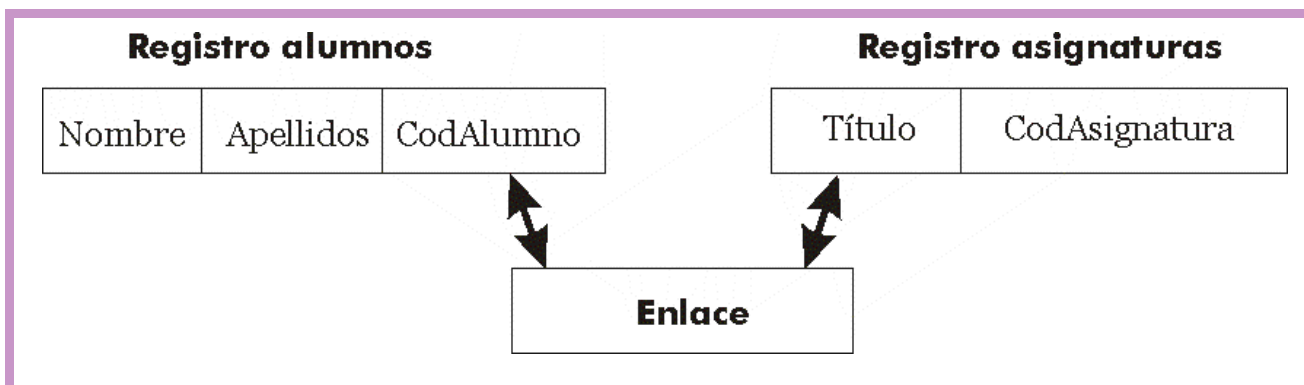 Registro alumnos
Registro asignaturas
Nombre Apellidos CodAlumno
Título CodAsignatura
Enlace